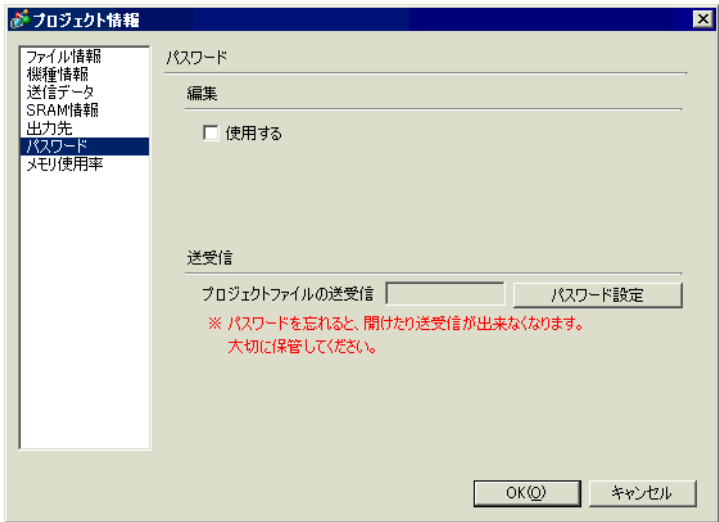 プロジェクト情報
ファイル情報
機種情報
送信データ
SRAM情報
出力先
パスワード
メモリ使用率
パスワード
編集
使用する
送受信
プロジェクトファイルの送受信
パスワード設定
※ パスワードを忘れると、開けたり送受信が出来なくなります。
大切に保管してください。
OK(O)
キャンセル